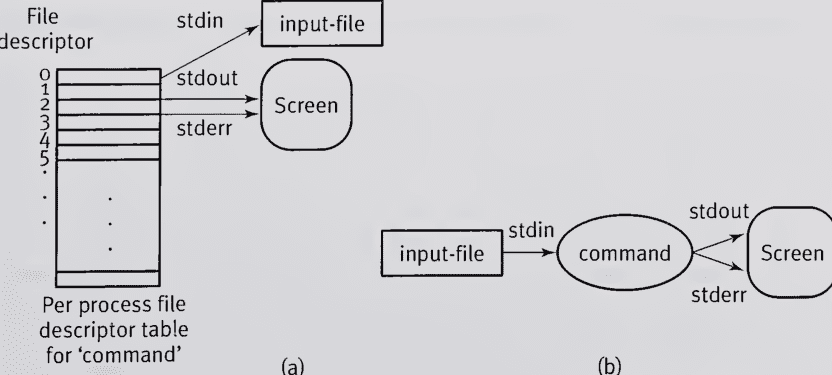 File
descriptor
stdin
input-file
0
1
2
3
4
5
stdout
Screen
stderr
stdin
input-file
command
stdout
Screen
stderr
Per process file
descriptor table
for ‘command’
(a)
(b)